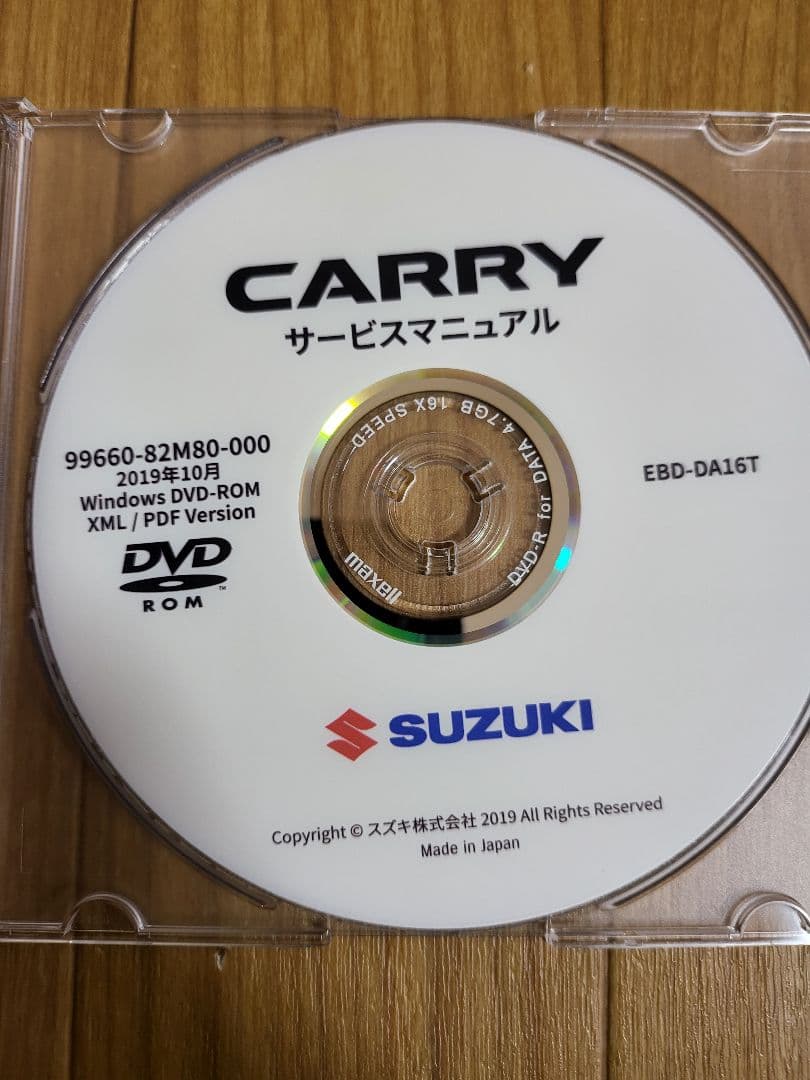 CARRY
サービスマニュアル
99660-82M80-000
2019年10月
Windows DVD-ROM
XML / PDF Version
DVD
ROM
™
EBD-DA16T
maxell
DVD-R for DATA 4.7GB 16X SPEED
SUZUKI
Copyright © スズキ株式会社 2019 All Rights Reserved
Made in Japan